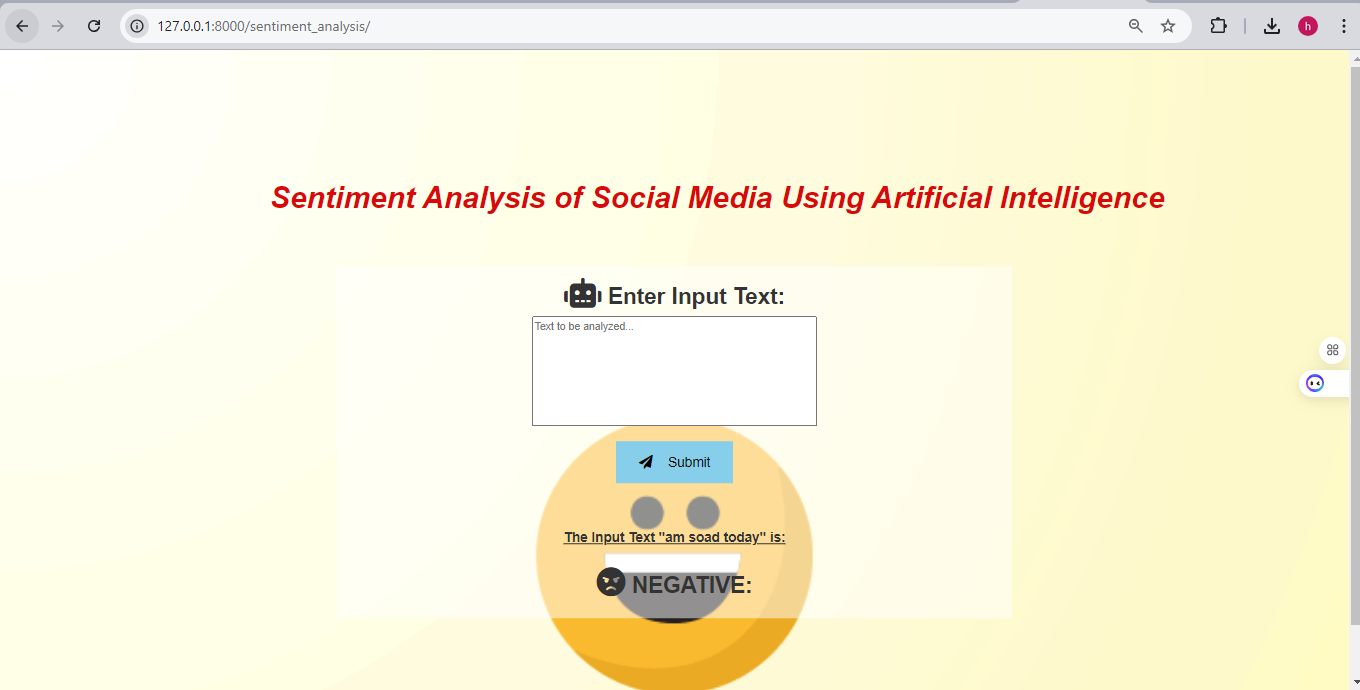 127.0.0.1:8000/sentiment_analysis/
h
Sentiment Analysis of Social Media Using Artificial Intelligence
Enter Input Text:
Text to be analyzed...
Submit
The Input Text "am soad today" is:
NEGATIVE: